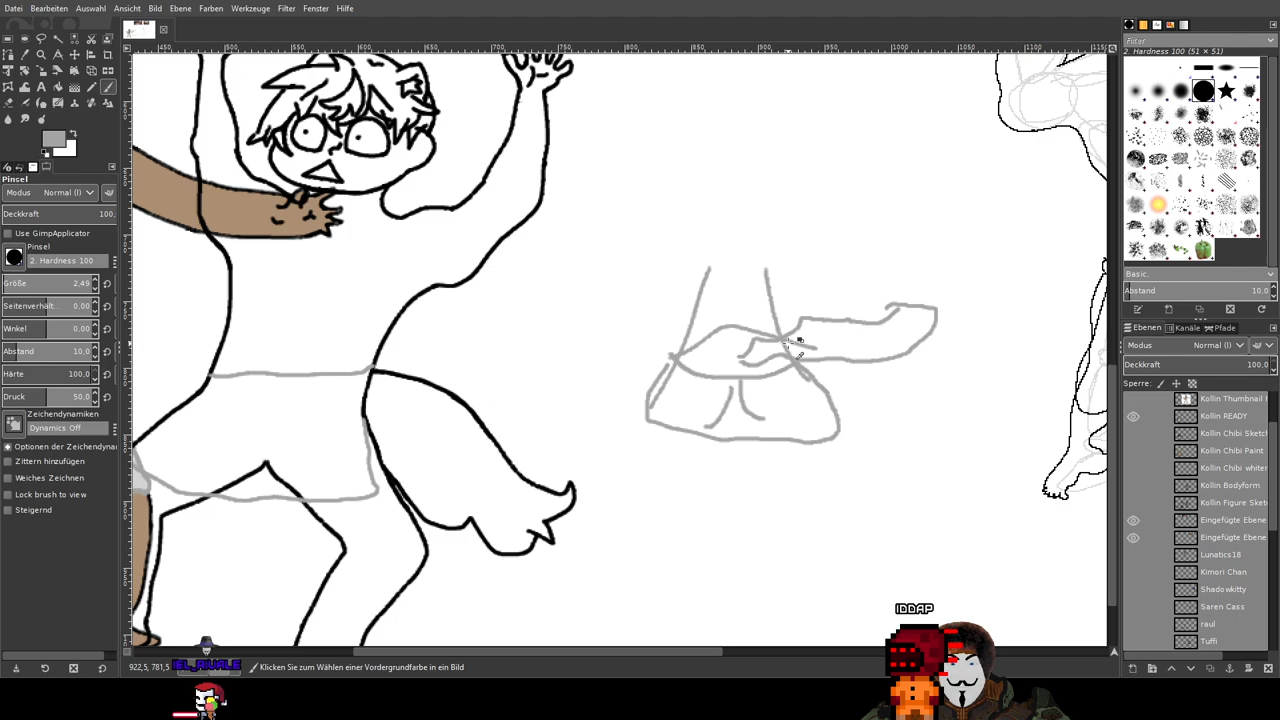 Datei Bearbeiten Auswahl Ansicht Bild Ebene Farben Werkzeuge Filter Fenster Hilfe
Filter
2. Hardness 100 (51 × 51)
Pinsel
Modus Normal (l)
Deckkraft 100,
Use GimpApplicator
Pinsel
2. Hardness 100
Größe 2,49
Seitenverhält... 0,00
Winkel 0,00
Abstand 10,0
Härte 100,0
Druck 50,0
Zeichendynamiken
Dynamics Off
Optionen der Zeichendynar
Zittern hinzufügen
Weiches Zeichnen
Lock brush to view
Steigernd
Basic,
Abstand 10,0
Ebenen Kanäle Pfade
Modus Normal (l)
Deckkraft 100,0
Sperre:
Kollin Thumbnail
Kollin READY
Kollin Chibi Sketch
Kollin Chibi Paint
Kollin Chibi whiter
Kollin Bodyform
Kollin Figure Sket
Eingefügte Ebene
Eingefügte Ebene
Lunatics18
Kimori Chan
Shadowkitty
Saren Cass
raul
Tuffi
IDDAP
922,5, 781,5
Klicken Sie zum Wählen einer Vordergrundfarbe in ein Bild